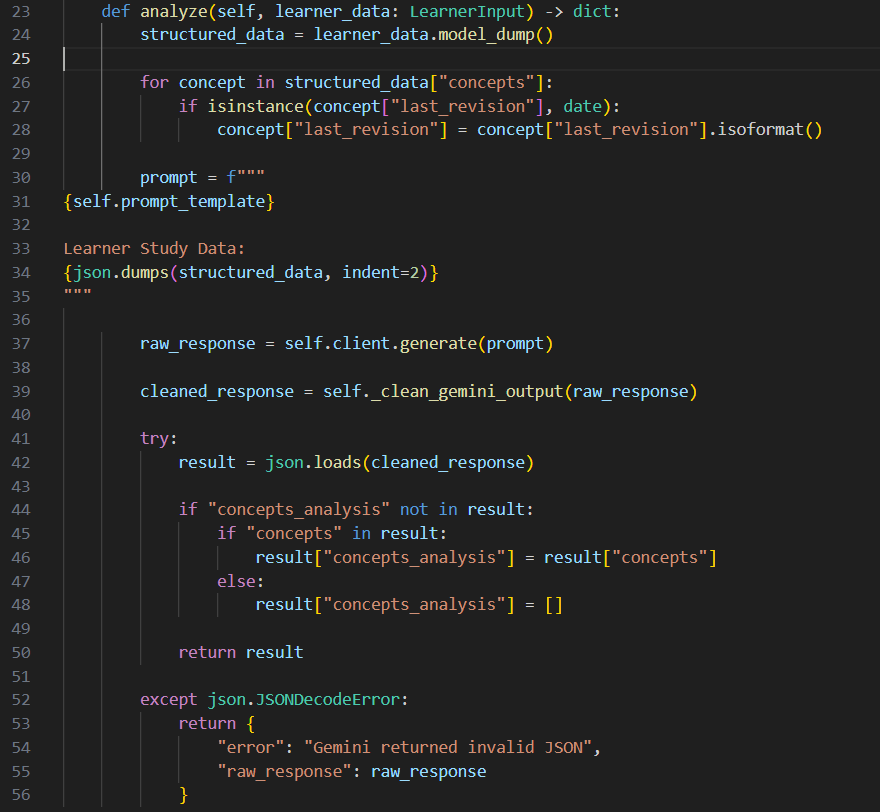 23 def analyze(self, learner_data: LearnerInput) -> dict:
24 structured_data = learner_data.model_dump()
25
26 for concept in structured_data["concepts"]:
27 if isinstance(concept["last_revision"], date):
28 concept["last_revision"] = concept["last_revision"].isoformat()
29
30 prompt = f"""
31 {self.prompt_template}
32
33 Learner Study Data:
34 {json.dumps(structured_data, indent=2)}
35 """
36
37 raw_response = self.client.generate(prompt)
38
39 cleaned_response = self._clean_gemini_output(raw_response)
40
41 try:
42 result = json.loads(cleaned_response)
43
44 if "concepts_analysis" not in result:
45 if "concepts" in result:
46 result["concepts_analysis"] = result["concepts"]
47 else:
48 result["concepts_analysis"] = []
49
50 return result
51
52 except json.JSONDecodeError:
53 return {
54 "error": "Gemini returned invalid JSON",
55 "raw_response": raw_response
56 }